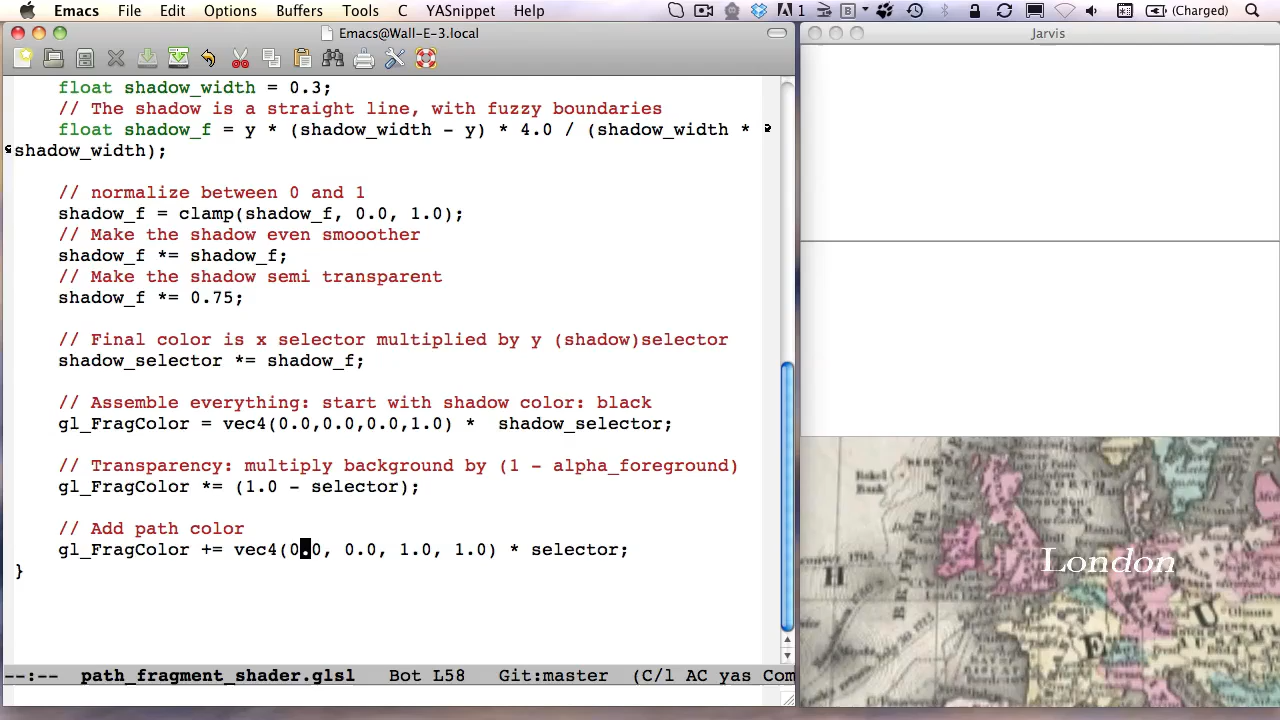 Emacs File Edit Options Buffers Tools C YASnippet Help 1 (Charged)
Emacs@Wall-E-3.local
Jarvis
float shadow_width = 0.3;
// The shadow is a straight line, with fuzzy boundaries
float shadow_f = y * (shadow_width - y) * 4.0 / (shadow_width *
shadow_width);
// normalize between 0 and 1
shadow_f = clamp(shadow_f, 0.0, 1.0);
// Make the shadow even smooother
shadow_f *= shadow_f;
// Make the shadow semi transparent
shadow_f *= 0.75;
// Final color is x selector multiplied by y (shadow)selector
shadow_selector *= shadow_f;
// Assemble everything: start with shadow color: black
gl_FragColor = vec4(0.0,0.0,0.0,1.0) *  shadow_selector;
// Transparency: multiply background by (1 - alpha_foreground)
gl_FragColor *= (1.0 - selector);
// Add path color
gl_FragColor += vec4(0.0, 0.0, 1.0, 1.0) * selector;
}
--:--  path_fragment_shader.glsl   Bot L58   Git:master  (C/l AC yas Com
London
H
E
U